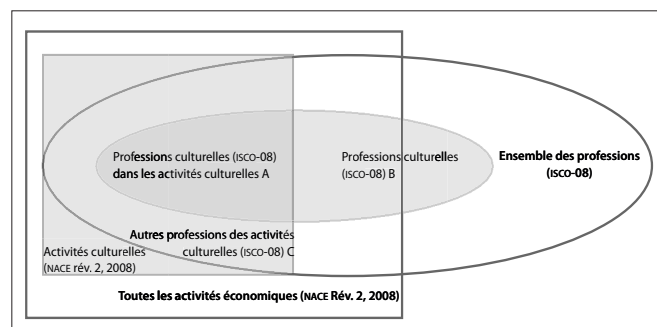 Professions culturelles (ISCO-08)
dans les activités culturelles A
Professions culturelles
(ISCO-08) B
Ensemble des professions
(ISCO-08)
Autres professions des activités
culturelles (ISCO-08) C
Activités culturelles
(NACE rév. 2, 2008)
Toutes les activités économiques (NACE Rév. 2, 2008)